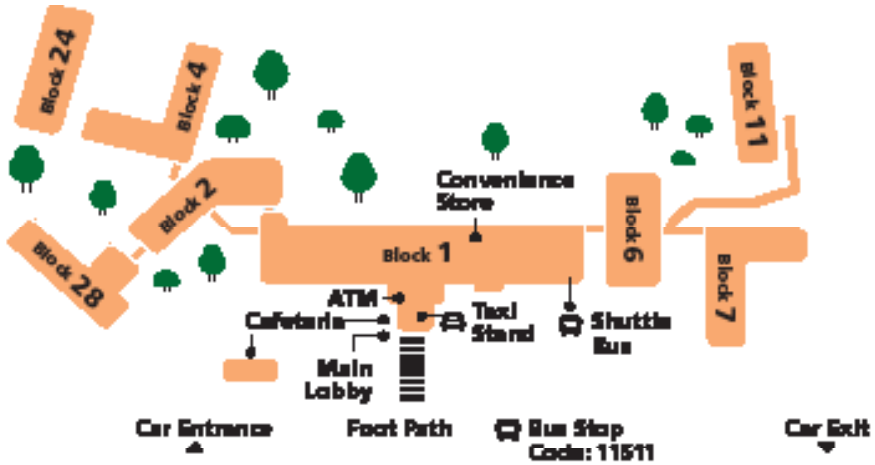 Block 24
Block 4
Block 11
Convenience
Store
Block 2
Block 6
Block 1
Block 28
Block 7
ATM
Taxi
Stand
Cafeteria
Shuttle
Bus
Main
Lobby
Car Entrance
Foot Path
Bus Stop
Code: 11511
Car Exit